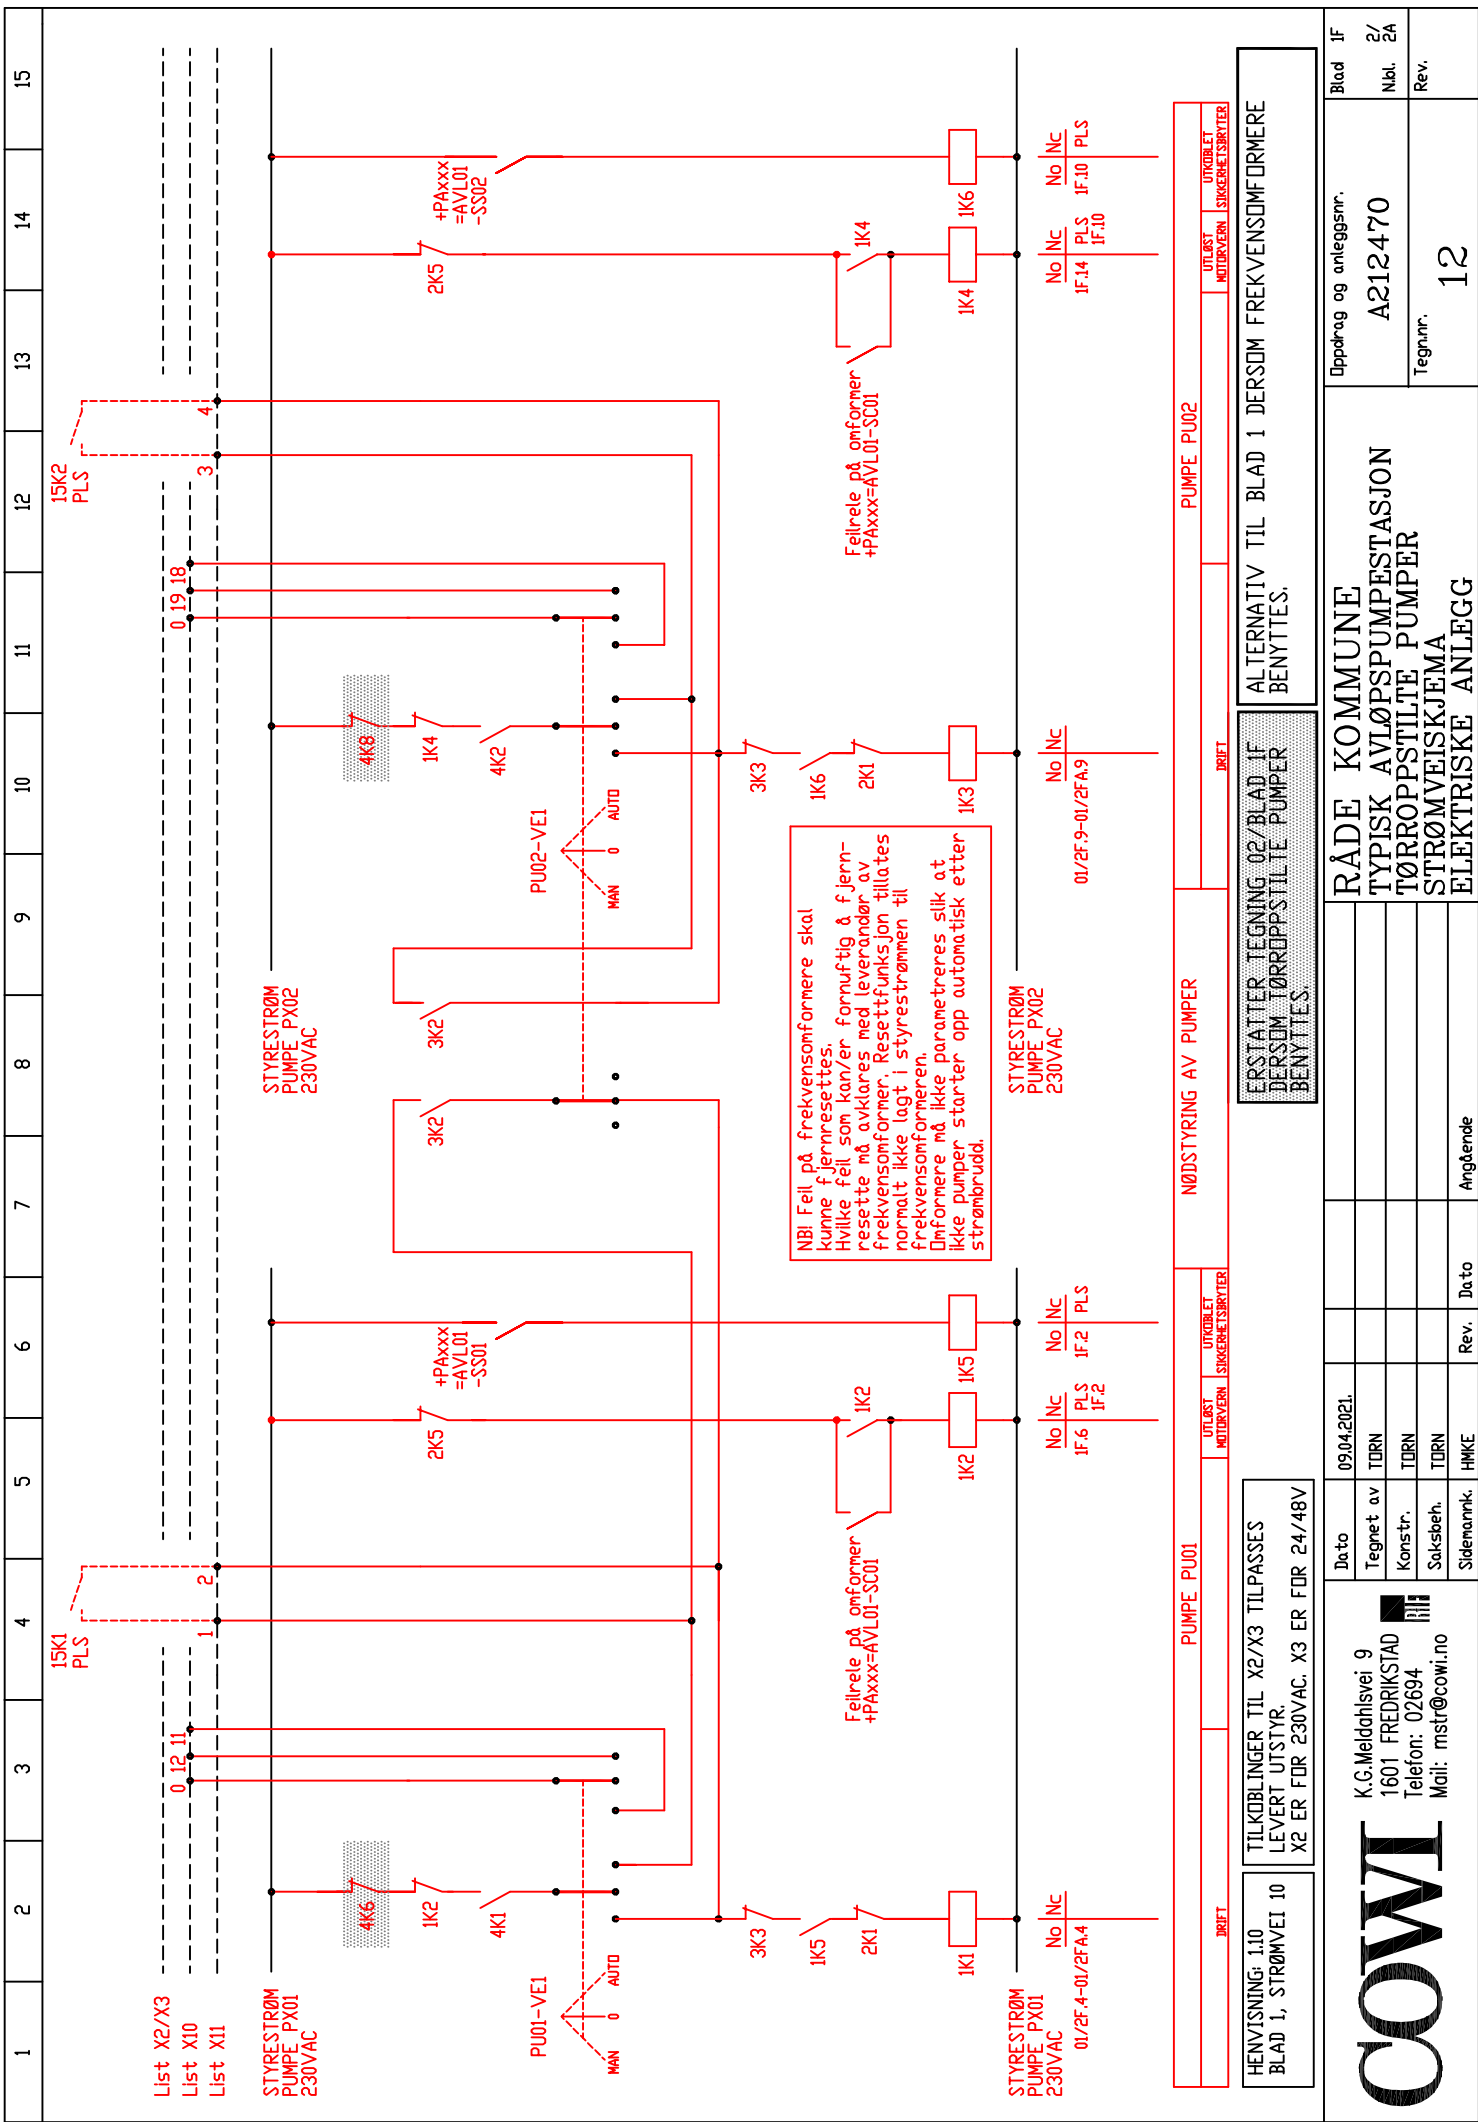 1 2 3 4 5 6 7 8 9 10 11 12 13 14 15
List X2/X3
List X10
List X11
0 12 11
15K1
PLS
1 2
0 19 18
15K2
PLS
3 4
STYRESTRØM
PUMPE PX01
230VAC
4K6
1K2
4K1
PU01-VE1
MAN 0 AUTO
3K3
1K5
2K1
1K1
2K5
+PAxxx
=AVL01
-SS01
Feilrele på omformer
+PAxxx=AVL01-SC01
1K2
1K2
1K5
3K2
3K2
STYRESTRØM
PUMPE PX02
230VAC
4K8
1K4
4K2
PU02-VE1
MAN 0 AUTO
3K3
1K6
2K1
1K3
2K5
+PAxxx
=AVL01
-SS02
Feilrele på omformer
+PAxxx=AVL01-SC01
1K4
1K4
1K6
NB! Feil på frekvensomformere skal
kunne fjernresettes.
Hvilke feil som kan/er fornuftig å fjern-
resette må avklares med leverandør av
frekvensomformer. Resettfunksjon tillates
normalt ikke lagt i styrestrømmen til
frekvensomformeren.
Omformere må ikke parametreres slik at
ikke pumper starter opp automatisk etter
strømbrudd.
STYRESTRØM
PUMPE PX01
230VAC
No Nc
01/2F.4-01/2FA.4
No Nc
1F.6 PLS
1F.2
No Nc
1F.2 PLS
STYRESTRØM
PUMPE PX02
230VAC
No Nc
01/2F.9-01/2FA.9
No Nc
1F.14 PLS
1F.10
No Nc
1F.10 PLS
PUMPE PU01
NØDSTYRING AV PUMPER
PUMPE PU02
DRIFT
UTLØST
MOTORVERN
UTKOBLET
SIKKERHETSBRYTER
DRIFT
UTLØST
MOTORVERN
UTKOBLET
SIKKERHETSBRYTER
HENVISNING: 1.10
BLAD 1, STRØMVEI 10
TILKOBLINGER TIL X2/X3 TILPASSES
LEVERT UTSTYR.
X2 ER FOR 230VAC. X3 ER FOR 24/48V
ERSTATTER TEGNING 02/BLAD 1F
DERSOM TØRROPPSTILTE PUMPER
BENYTTES.
ALTERNATIV TIL BLAD 1 DERSOM FREKVENSOMFORMERE
BENYTTES.
COWI
K.G.Meldahlsvei 9
1601 FREDRIKSTAD
Telefon: 02694
Mail: mstr@cowi.no
RIF
Dato 09.04.2021.
Tegnet av TORN
Konstr. TORN
Saksbeh. TORN
Sidemannk. HMKE
Rev. Dato Angående
RÅDE KOMMUNE
TYPISK AVLØPSPUMPESTASJON
TØRROPPSTILTE PUMPER
STRØMVEISKJEMA
ELEKTRISKE ANLEGG
Oppdrag og anleggsnr.
A212470
Tegn.nr.
12
Blad 1F
N.bl. 2/
2A
Rev.